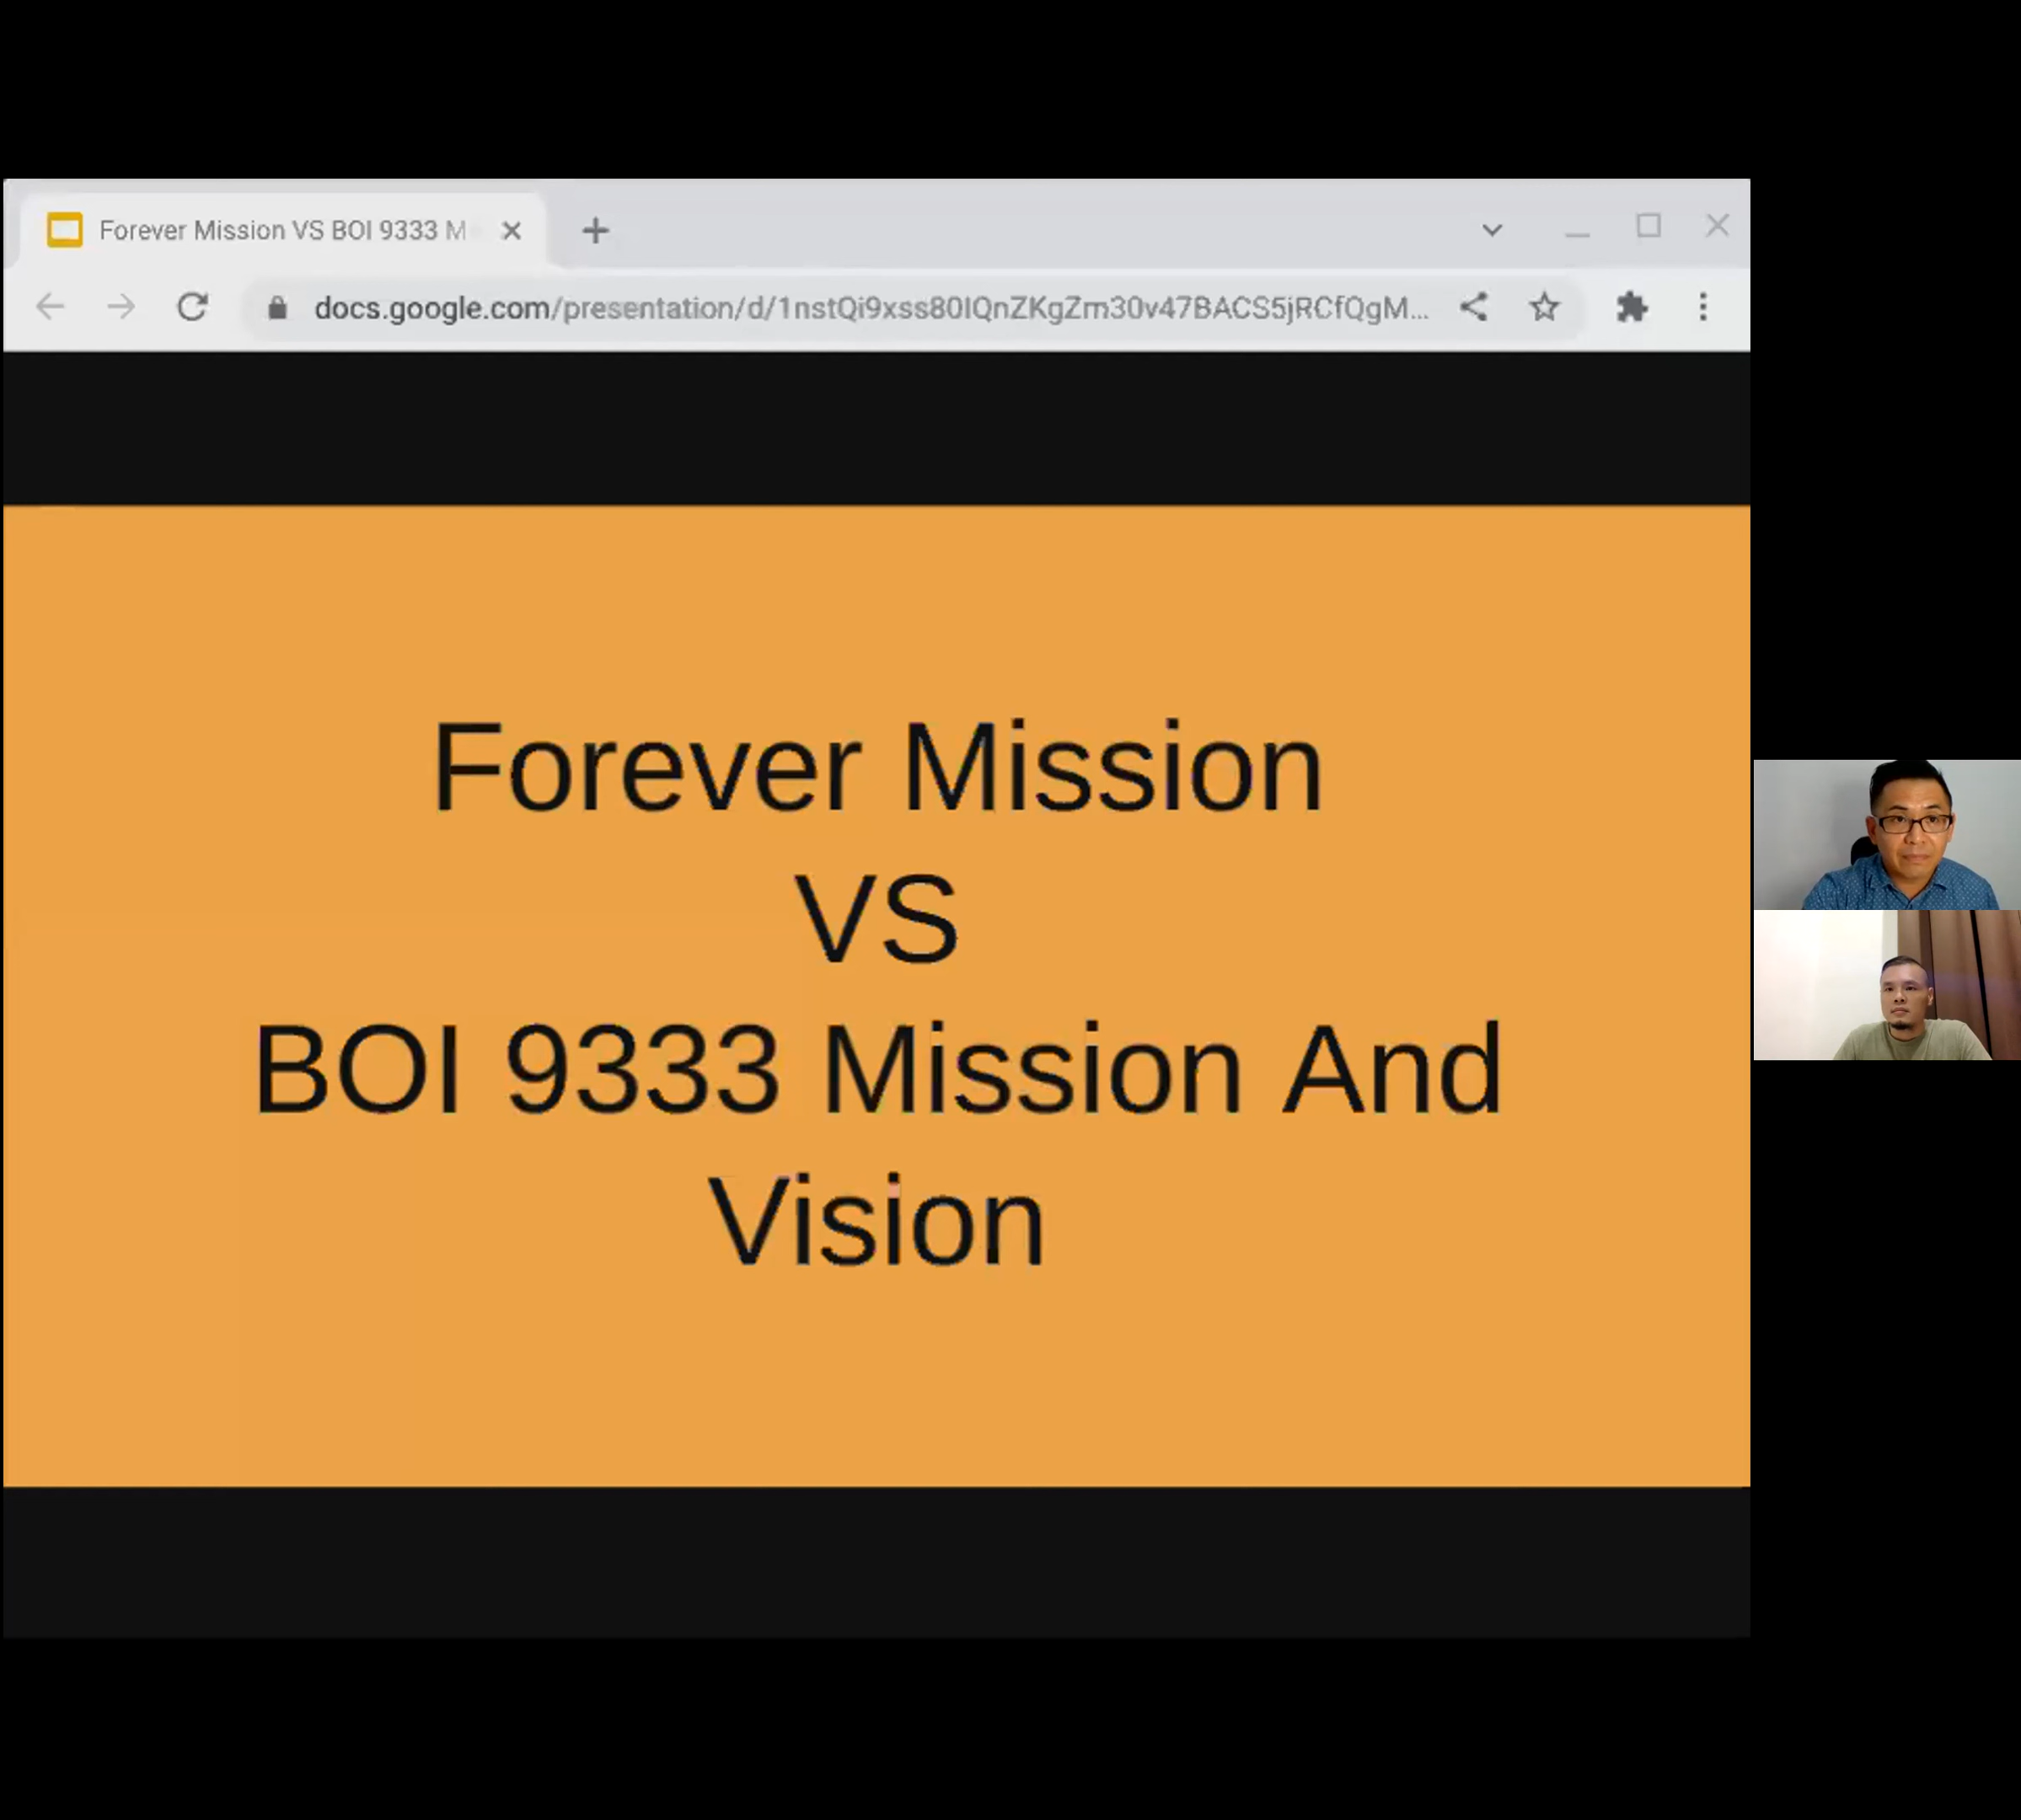 Forever Mission VS BOI 9333 M
docs.google.com/presentation/d/1nstQi9xss80IQnZKgZm30v47BACS5jRCfQgM...
Forever Mission
VS
BOI 9333 Mission And
Vision